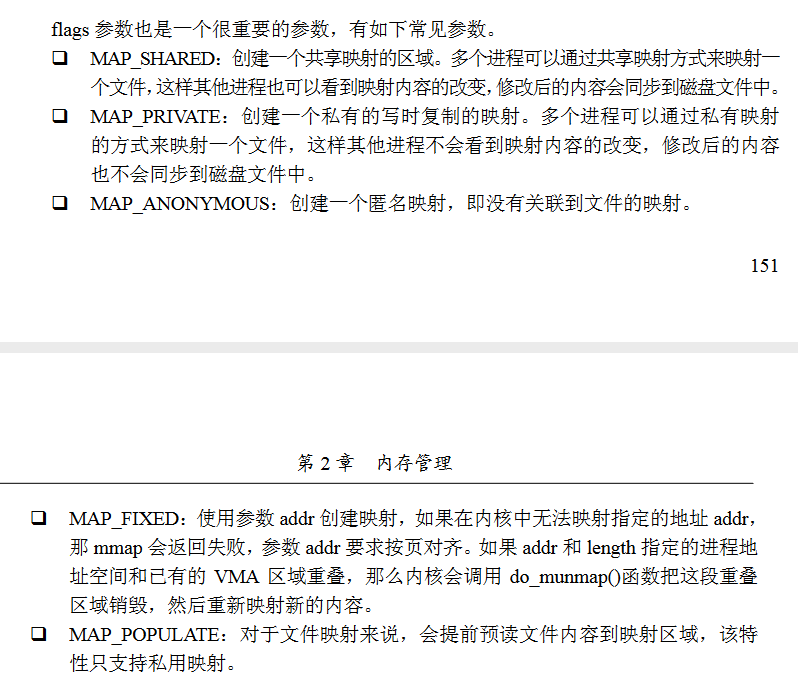 flags 参数也是一个很重要的参数，有如下常见参数。
❑ MAP_SHARED：创建一个共享映射的区域。多个进程可以通过共享映射方式来映射一
个文件，这样其他进程也可以看到映射内容的改变，修改后的内容会同步到磁盘文件中。
❑ MAP_PRIVATE：创建一个私有的写时复制的映射。多个进程可以通过私有映射
的方式来映射一个文件，这样其他进程不会看到映射内容的改变，修改后的内容
也不会同步到磁盘文件中。
❑ MAP_ANONYMOUS：创建一个匿名映射，即没有关联到文件的映射。
151
第 2 章 内存管理
❑ MAP_FIXED：使用参数 addr 创建映射，如果在内核中无法映射指定的地址 addr，
那 mmap 会返回失败，参数 addr 要求按页对齐。如果 addr 和 length 指定的进程地
址空间和已有的 VMA 区域重叠，那么内核会调用 do_munmap()函数把这段重叠
区域销毁，然后重新映射新的内容。
❑ MAP_POPULATE：对于文件映射来说，会提前预读文件内容到映射区域，该特
性只支持私用映射。